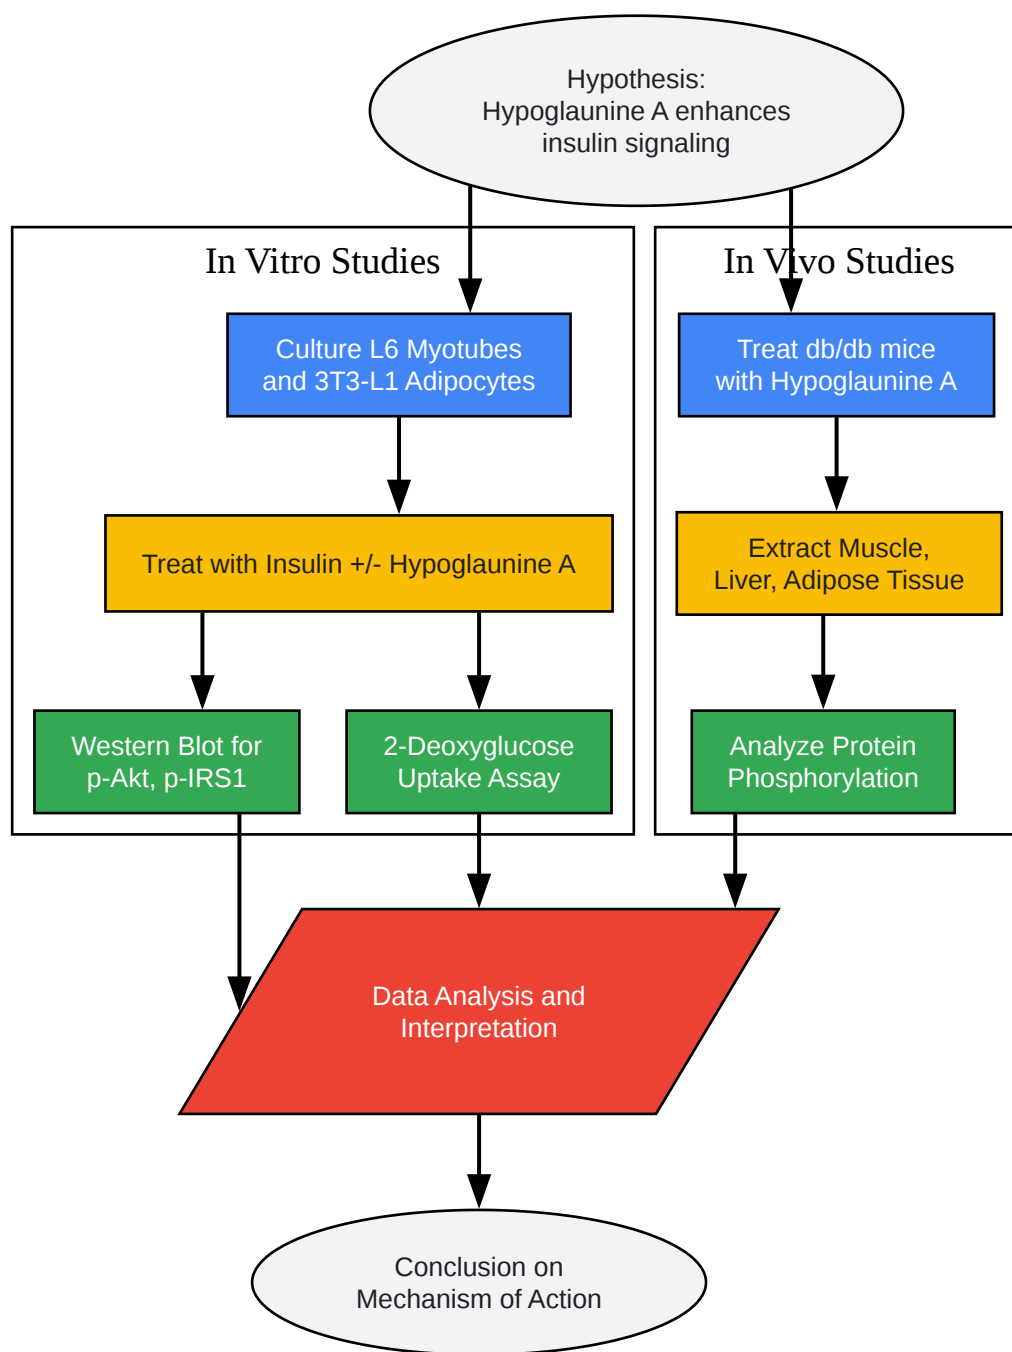 Hypothesis:
Hypoglaunine A enhances
insulin signaling
In Vitro Studies
In Vivo Studies
Culture L6 Myotubes
and 3T3-L1 Adipocytes
Treat db/db mice
with Hypoglaunine A
Treat with Insulin +/- Hypoglaunine A
Extract Muscle,
Liver, Adipose Tissue
Western Blot for
p-Akt, p-IRS1
2-Deoxyglucose
Uptake Assay
Analyze Protein
Phosphorylation
Data Analysis and
Interpretation
Conclusion on
Mechanism of Action